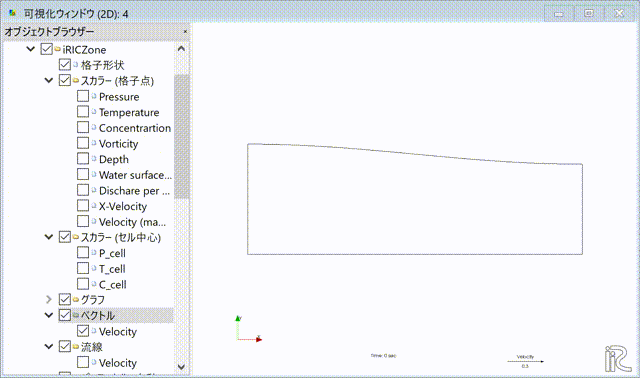 可視化ウィンドウ (2D): 4
オブジェクトブラウザー
iRICZone
格子形状
スカラー (格子点)
Pressure
Temperature
Concentrartion
Vorticity
Depth
Water surface...
Dischare per ...
X-Velocity
Velocity (ma...
スカラー (セル中心)
P_cell
T_cell
C_cell
グラフ
ベクトル
Velocity
流線
Velocity
Time: 0 sec
Velocity
0.5
iRIC